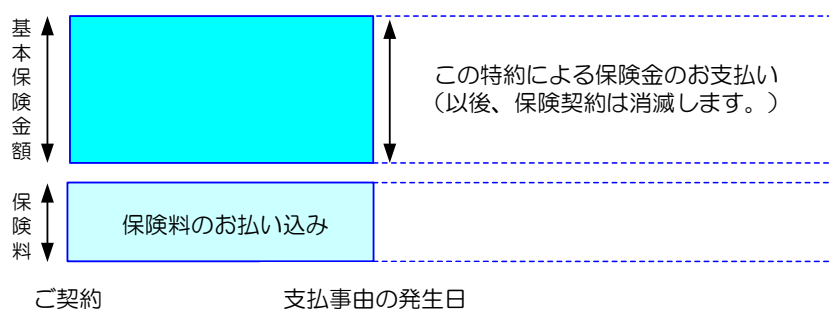 基本保険金額
この特約による保険金のお支払い
(以後、保険契約は消滅します。)
保険料
保険料のお払い込み
ご契約
支払事由の発生日